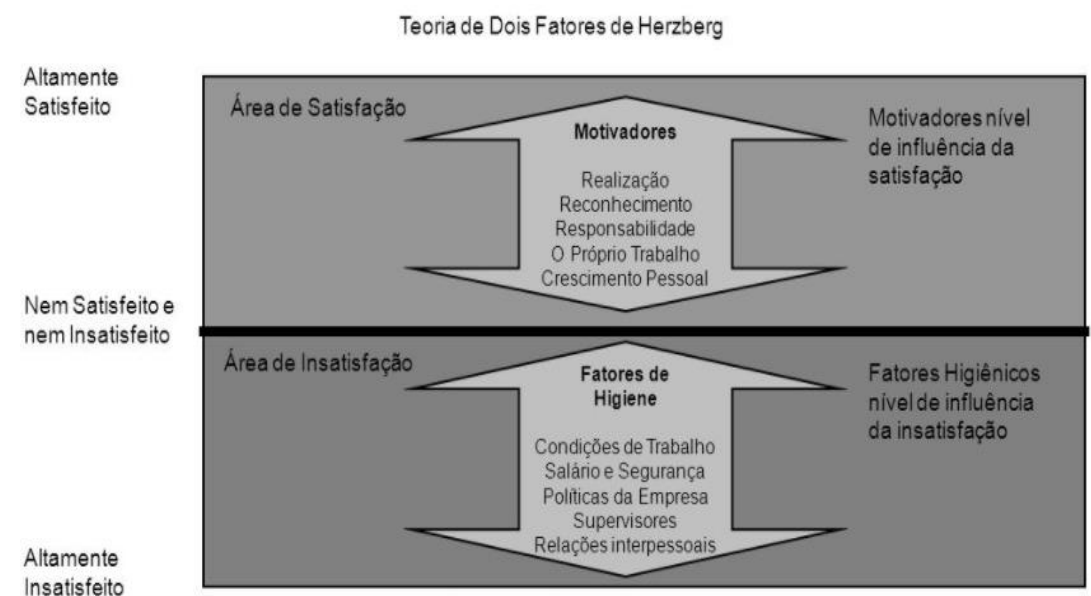 Teoria de Dois Fatores de Herzberg
Altamente
Satisfeito
Área de Satisfação
Motivadores
Realização
Reconhecimento
Responsabilidade
O Próprio Trabalho
Crescimento Pessoal
Motivadores nível
de influência da
satisfação
Nem Satisfeito e
nem Insatisfeito
Área de Insatisfação
Fatores de
Higiene
Condições de Trabalho
Salário e Segurança
Políticas da Empresa
Supervisores
Relações interpessoais
Fatores Higiênicos
nível de influência
da insatisfação
Altamente
Insatisfeito